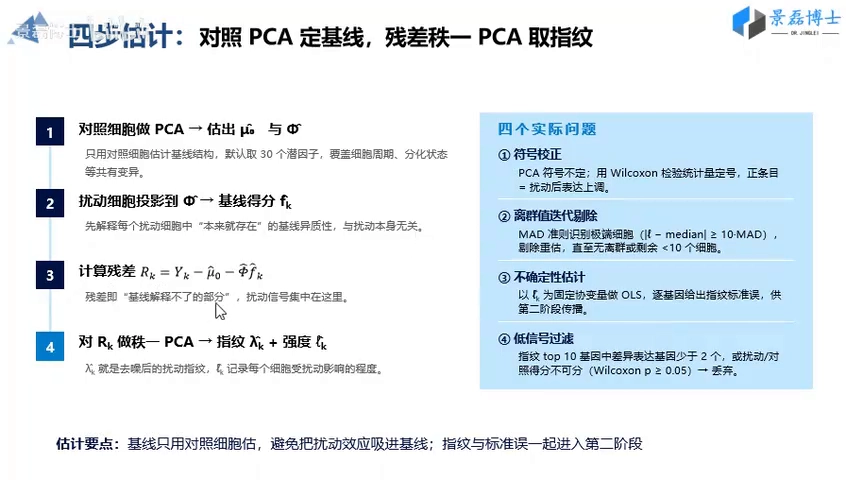 四步估计：对照 PCA 定基线，残差秩一 PCA 取指纹
景磊博士
DR.JINGLEI
1
对照细胞做 PCA → 估出 μ̂₀ 与 Φ̂
只用对照细胞估计基线结构，默认取 30 个潜因子，覆盖细胞周期、分化状态
等共有变异。
2
扰动细胞投影到 Φ̂ → 基线得分 fₖ
先解释每个扰动细胞中“本来就存在”的基线异质性，与扰动本身无关。
3
计算残差 Rₖ = Yₖ − μ̂₀ − Φ̂f̂ₖ
残差即“基线解释不了的部分”，扰动信号集中在这里。
4
对 Rₖ 做秩一 PCA → 指纹 λ̂ₖ + 强度 ℓ̂ₖ
λ̂ₖ 就是去噪后的扰动指纹，ℓ̂ₖ 记录每个细胞受扰动影响的程度。
四个实际问题
① 符号校正
PCA 符号不定；用 Wilcoxon 检验统计量定号，正条目
= 扰动后表达上调。
② 离群值迭代剔除
MAD 准则识别极端细胞（|ℓ − median| ≥ 10·MAD），
剔除重估，直至无离群或剩余 <10 个细胞。
③ 不确定性估计
以 ℓ̂ₖ 为固定协变量做 OLS，逐基因给出指纹标准误，供
第二阶段传播。
④ 低信号过滤
指纹 top 10 基因中差异表达基因少于 2 个，或扰动/对
照得分不可分（Wilcoxon p ≥ 0.05）→ 丢弃。
估计要点：基线只用对照细胞估，避免把扰动效应吸进基线；指纹与标准误一起进入第二阶段